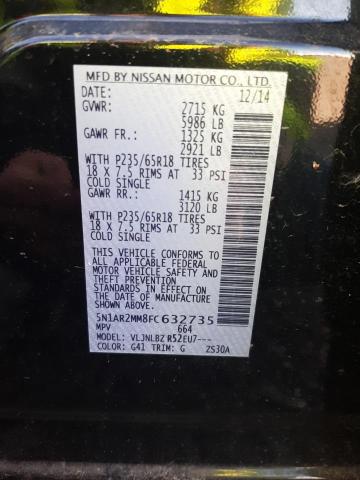 MFD BY NISSAN MOTOR CO., LTD.
DATE: 12/14
GVWR: 2715 KG
5986 LB
GAWR FR.: 1325 KG
2921 LB
WITH P235/65R18 TIRES
18 X 7.5 RIMS AT 33 PSI
COLD SINGLE
GAWR RR.: 1415 KG
3120 LB
WITH P235/65R18 TIRES
18 X 7.5 RIMS AT 33 PSI
COLD SINGLE
THIS VEHICLE CONFORMS TO
ALL APPLICABLE FEDERAL
MOTOR VEHICLE SAFETY AND
THEFT PREVENTION
STANDARDS IN EFFECT ON THE
DATE OF MANUFACTURE
SHOWN ABOVE.
5N1AR2MM8FC632735
MPV 664
MODEL: VLJNLBZ R52EU7---
COLOR: G41 TRIM: G ZS30A